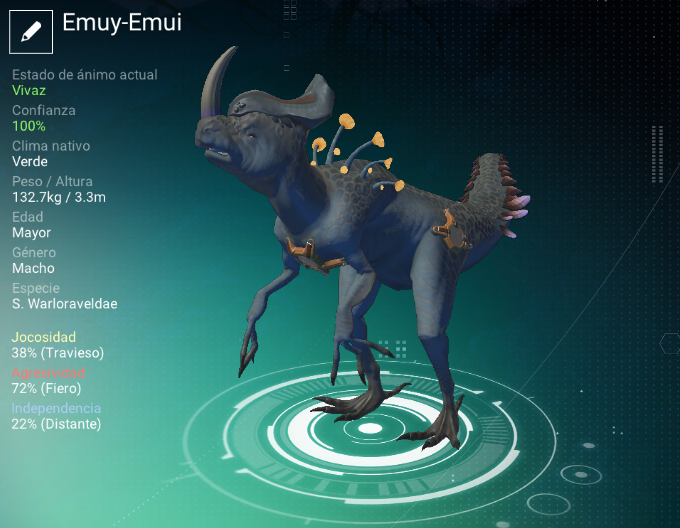 Emuy-Emui
Estado de ánimo actual
Vivaz
Confianza
100%
Clima nativo
Verde
Peso / Altura
132.7kg / 3.3m
Edad
Mayor
Género
Macho
Especie
S. Warloraveldae
Jocosidad
38% (Travieso)
Agresividad
72% (Fiero)
Independencia
22% (Distante)